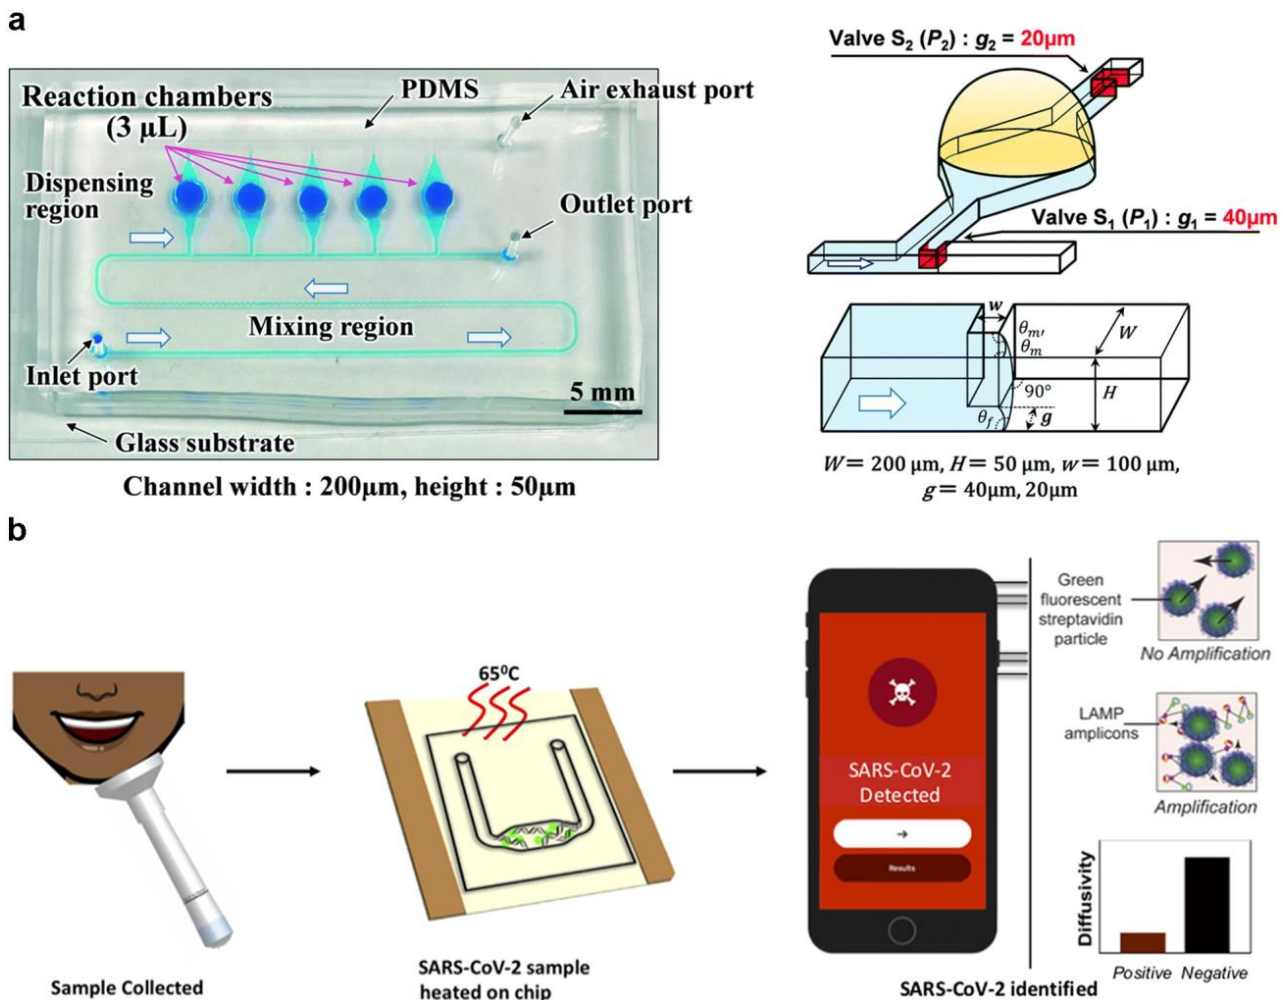 a
Reaction chambers
(3 μL)
PDMS
Air exhaust port
Dispensing
region
Outlet port
Mixing region
Inlet port
5 mm
Glass substrate
Channel width : 200μm, height : 50μm
Valve S₂ (P₂) : g₂ = 20μm
Valve S₁ (P₁) : g₁ = 40μm
w
θm′
θm
W
90°
H
θf
g
W = 200 μm, H = 50 μm, w = 100 μm,
g = 40μm, 20μm
b
65⁰C
Sample Collected
SARS-CoV-2 sample
heated on chip
SARS-CoV-2
Detected
→
Results
SARS-CoV-2 identified
Green
fluorescent
streptavidin
particle
No Amplification
LAMP
amplicons
Amplification
Diffusivity
Positive Negative